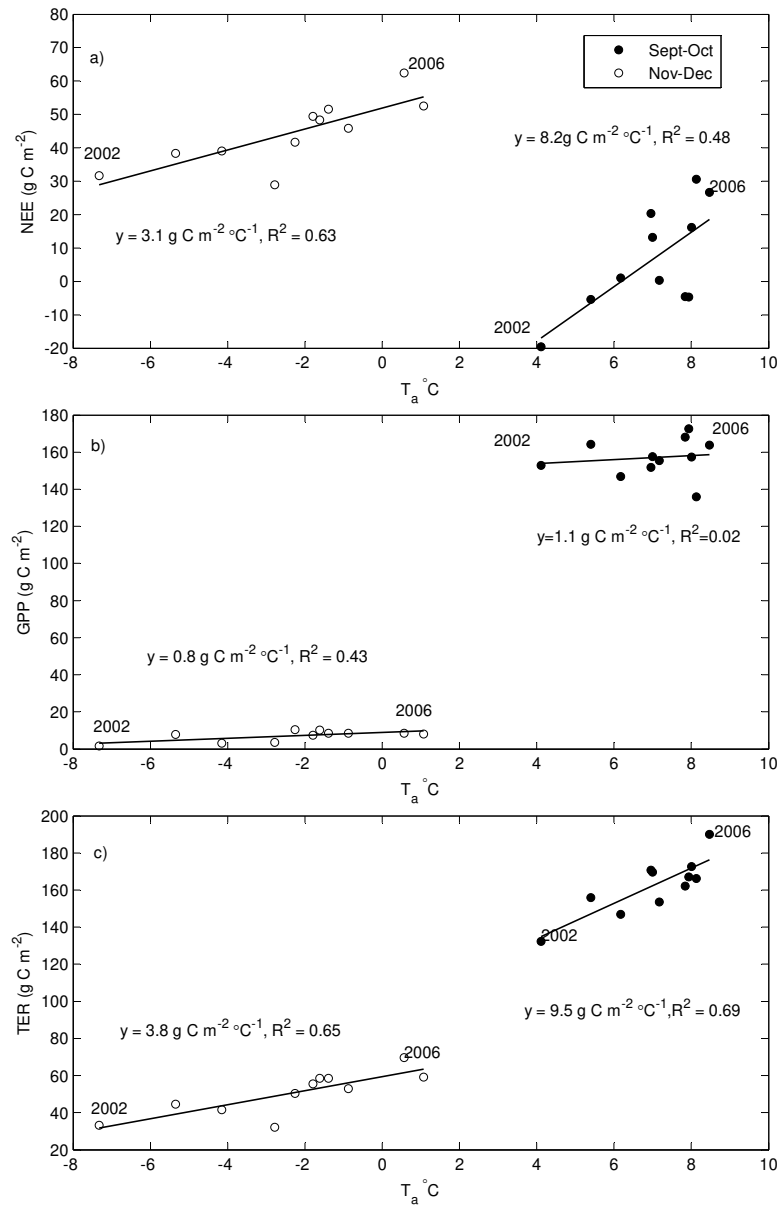 80
70
60
50
40
30
20
10
0
-10
-20
NEE (g C m-2)
a)
2006
Sept-Oct
Nov-Dec
2002
y = 8.2g C m-2 °C-1, R2 = 0.48
2006
y = 3.1 g C m-2 °C-1, R2 = 0.63
2002
-8 -6 -4 -2 0 2 4 6 8 10
Ta °C
180
160
140
120
100
80
60
40
20
0
GPP (g C m-2)
b)
2002
2006
y=1.1 g C m-2 °C-1, R2=0.02
y = 0.8 g C m-2 °C-1, R2 = 0.43
2002
2006
-8 -6 -4 -2 0 2 4 6 8 10
Ta °C
200
180
160
140
120
100
80
60
40
20
TER (g C m-2)
c)
2006
2002
y = 9.5 g C m-2 °C-1,R2 = 0.69
y = 3.8 g C m-2 °C-1, R2 = 0.65
2006
2002
-8 -6 -4 -2 0 2 4 6 8 10
Ta °C